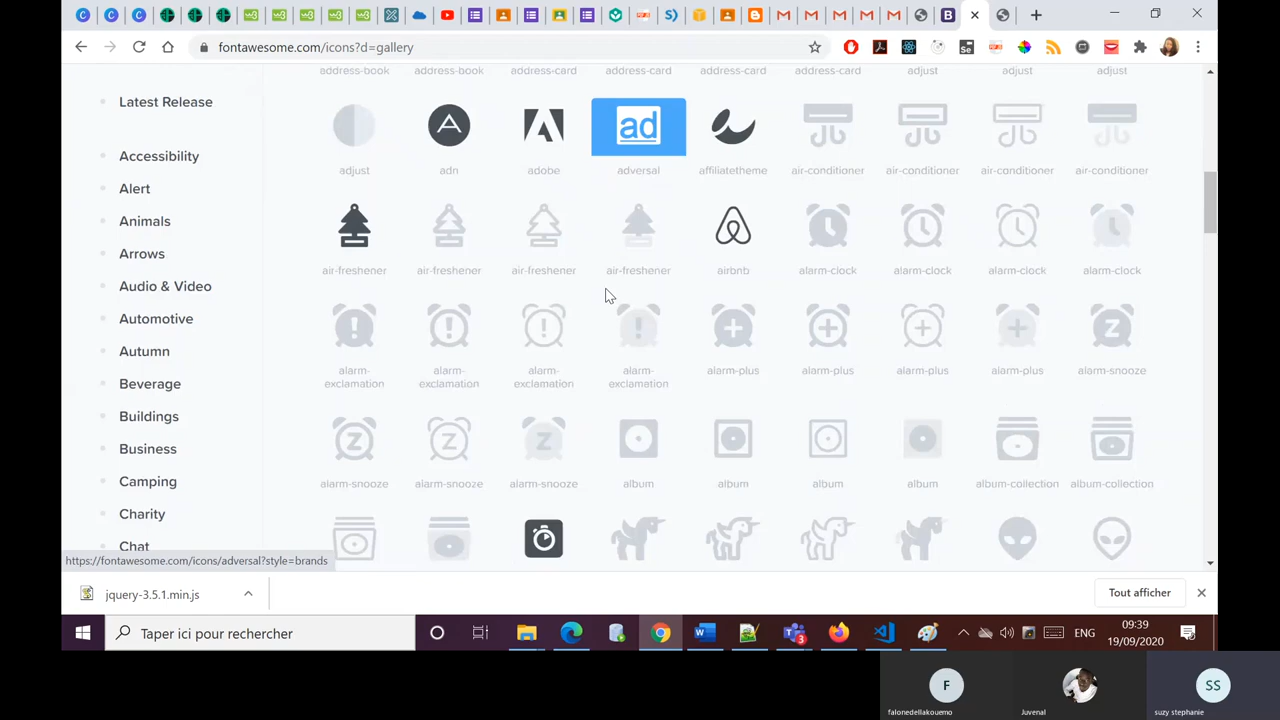 fontawesome.com/icons?d=gallery
address-book address-book address-card address-card address-card address-card adjust adjust adjust
Latest Release
Accessibility
Alert
Animals
Arrows
Audio & Video
Automotive
Autumn
Beverage
Buildings
Business
Camping
Charity
Chat
ad
adjust adn adobe adversal affiliatetheme air-conditioner air-conditioner air-conditioner air-conditioner
air-freshener air-freshener air-freshener air-freshener airbnb alarm-clock alarm-clock alarm-clock alarm-clock
alarm-exclamation alarm-exclamation alarm-exclamation alarm-exclamation alarm-plus alarm-plus alarm-plus alarm-plus alarm-snooze
alarm-snooze alarm-snooze alarm-snooze album album album album album-collection album-collection
https://fontawesome.com/icons/adversal?style=brands
jquery-3.5.1.min.js
Tout afficher
Taper ici pour rechercher
3
ENG
09:39
19/09/2020
F
falonedellakouemo
Juvenal
SS
suzy stephanie